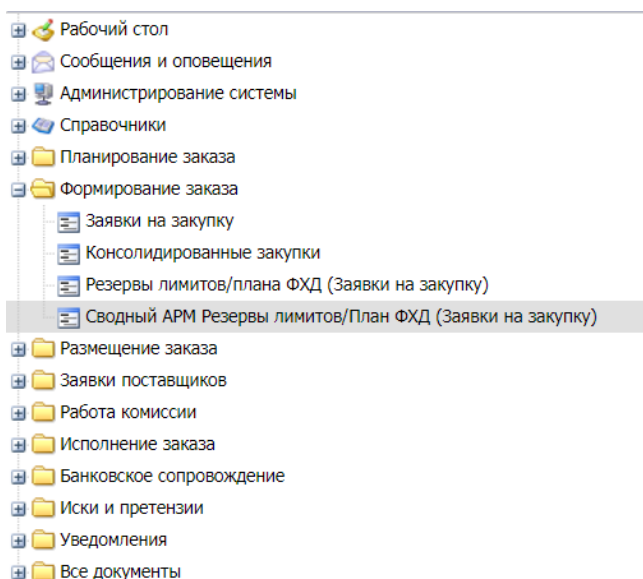 Рабочий стол
Сообщения и оповещения
Администрирование системы
Справочники
Планирование заказа
Формирование заказа
Заявки на закупку
Консолидированные закупки
Резервы лимитов/плана ФХД (Заявки на закупку)
Сводный АРМ Резервы лимитов/План ФХД (Заявки на закупку)
Размещение заказа
Заявки поставщиков
Работа комиссии
Исполнение заказа
Банковское сопровождение
Иски и претензии
Уведомления
Все документы